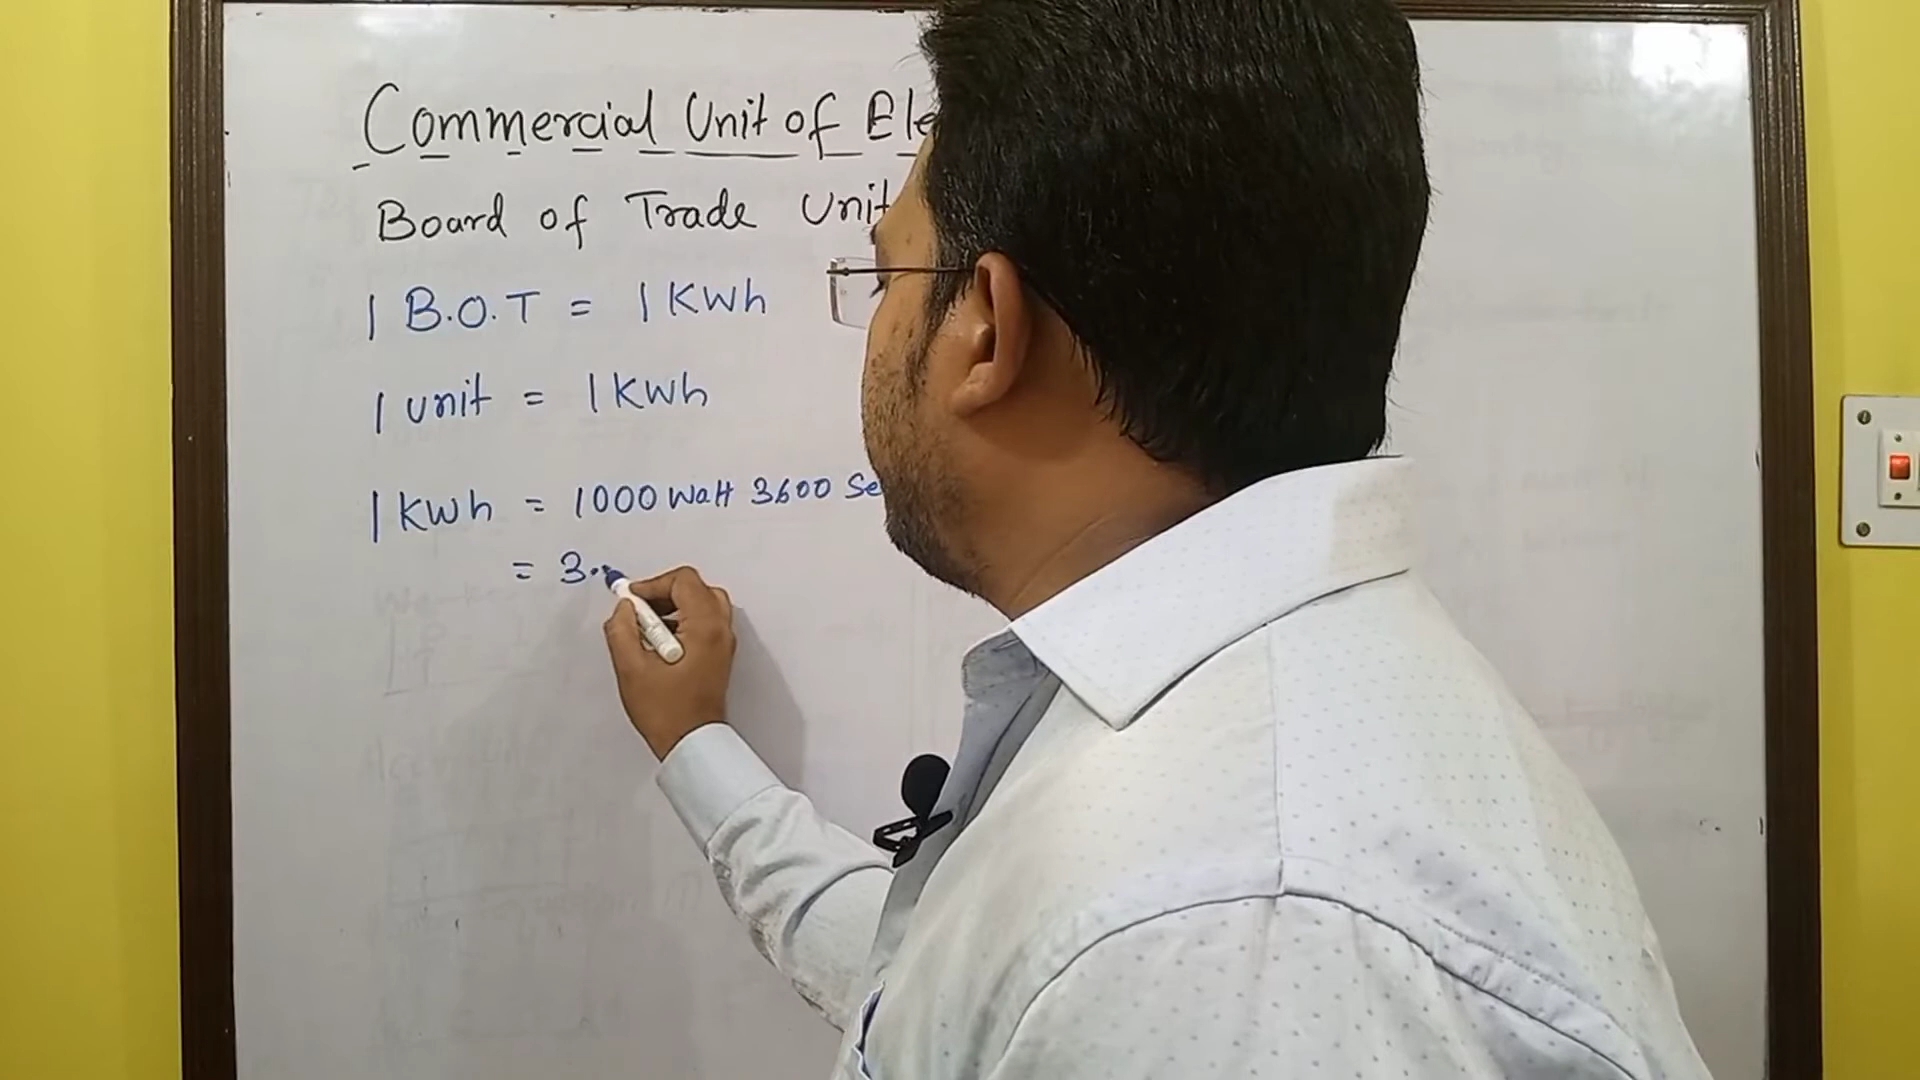 Commercial Unit of Ele
Board of Trade Unit
1 B.O.T = 1 KWh
1 unit = 1 KWh
1 KWh = 1000 Watt 3600 Se
= 3.